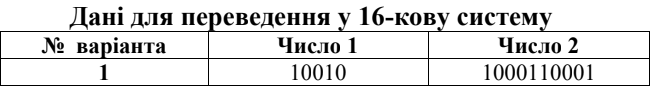 Дані для переведення у 16-кову систему
№ варіанта Число 1 Число 2
1 10010 1000110001